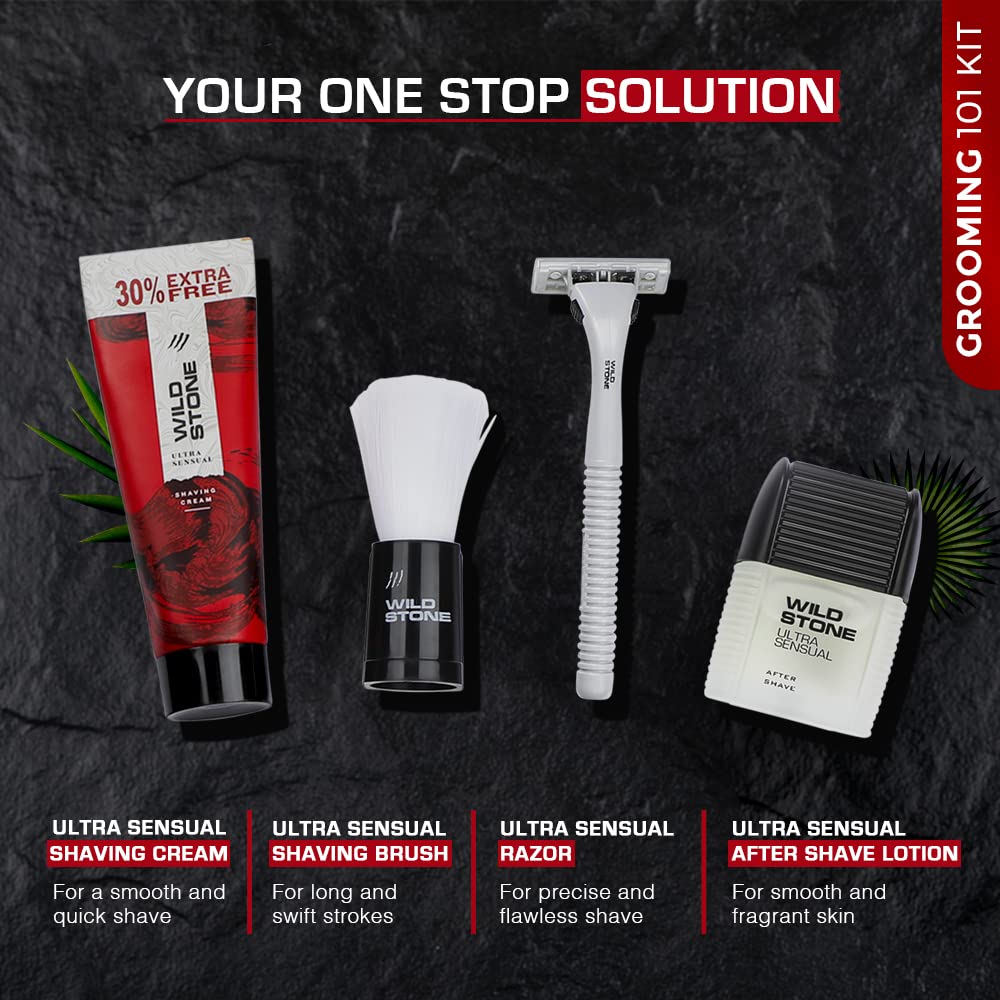 YOUR ONE STOP SOLUTION
GROOMING 101 KIT
30% EXTRA
FREE
WILD
STONE
ULTRA
SENSUAL
SHAVING
CREAM
WILD
STONE
WILD
STONE
WILD
STONE
ULTRA
SENSUAL
AFTER
SHAVE
ULTRA SENSUAL
SHAVING CREAM
For a smooth and
quick shave
ULTRA SENSUAL
SHAVING BRUSH
For long and
swift strokes
ULTRA SENSUAL
RAZOR
For precise and
flawless shave
ULTRA SENSUAL
AFTER SHAVE LOTION
For smooth and
fragrant skin